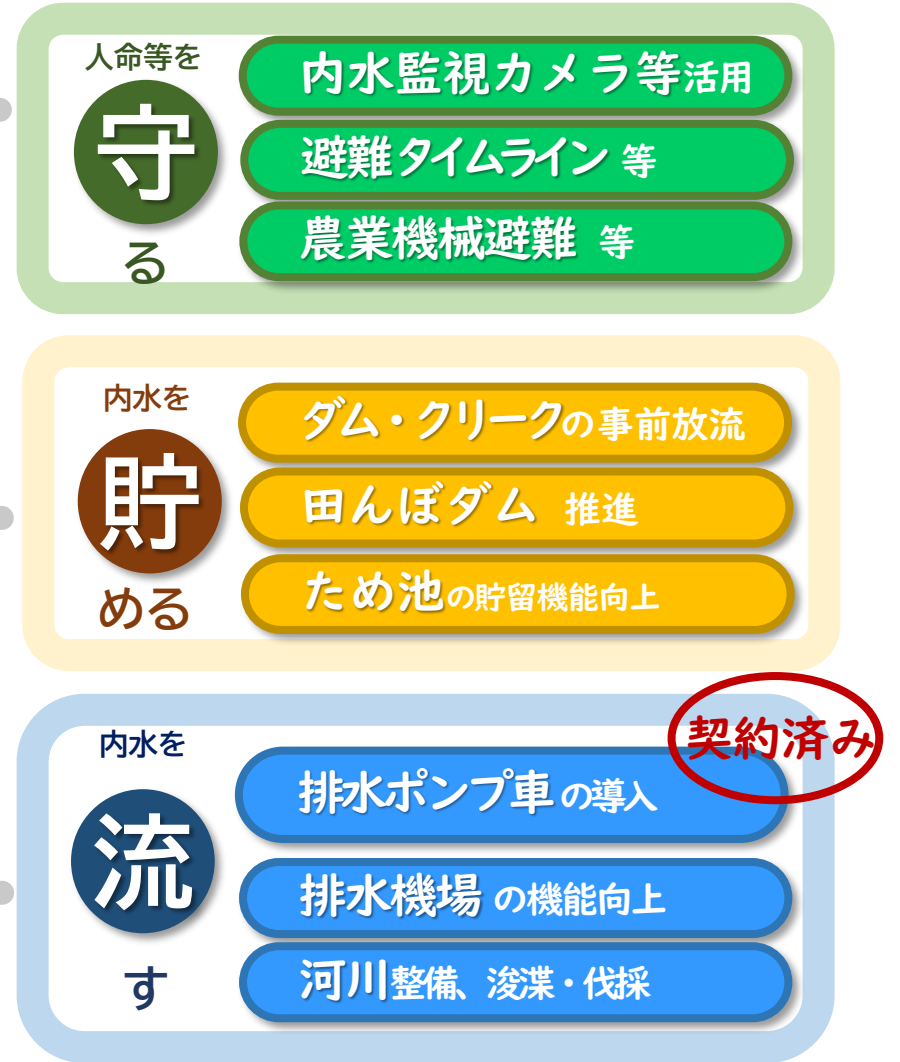 人命等を
守
る
内水監視カメラ等活用
避難タイムライン 等
農業機械避難 等
内水を
貯
める
ダム・クリークの事前放流
田んぼダム 推進
ため池の貯留機能向上
内水を
流
す
契約済み
排水ポンプ車の導入
排水機場の機能向上
河川整備、浚渫・伐採